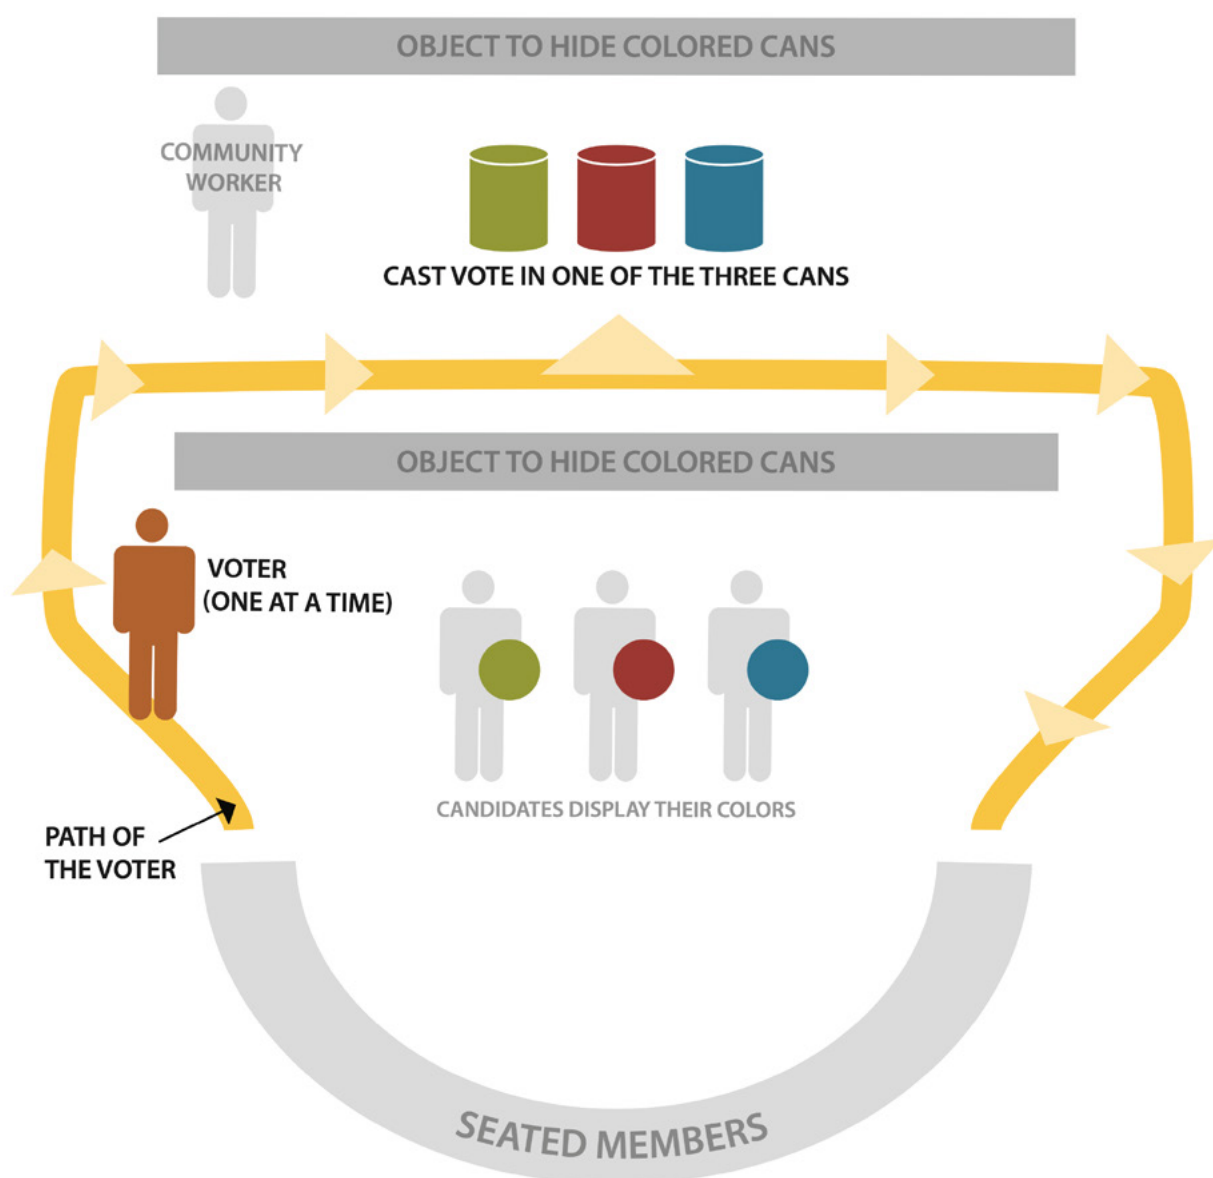 OBJECT TO HIDE COLORED CANS
COMMUNITY
WORKER
CAST VOTE IN ONE OF THE THREE CANS
OBJECT TO HIDE COLORED CANS
VOTER
(ONE AT A TIME)
CANDIDATES DISPLAY THEIR COLORS
PATH OF
THE VOTER
SEATED MEMBERS